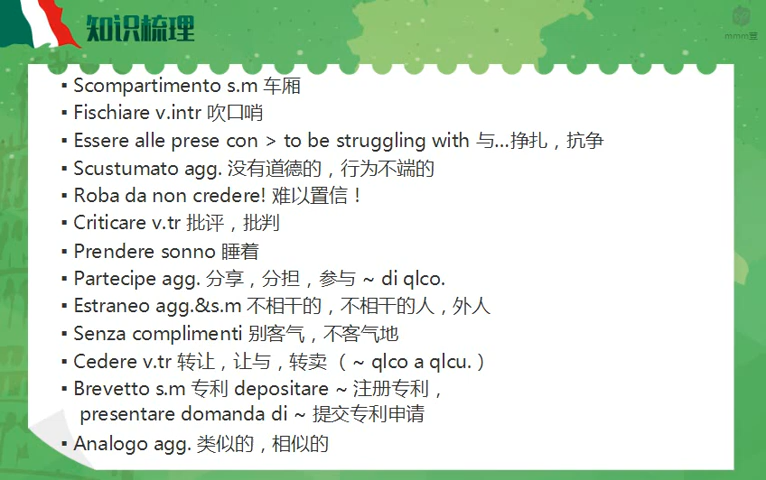 知识梳理
mmm萱
▪ Scompartimento s.m 车厢
▪ Fischiare v.intr 吹口哨
▪ Essere alle prese con > to be struggling with 与…挣扎，抗争
▪ Scustumato agg. 没有道德的，行为不端的
▪ Roba da non credere! 难以置信！
▪ Criticare v.tr 批评，批判
▪ Prendere sonno 睡着
▪ Partecipe agg. 分享，分担，参与 ~ di qlco.
▪ Estraneo agg.&s.m 不相干的，不相干的人，外人
▪ Senza complimenti 别客气，不客气地
▪ Cedere v.tr 转让，让与，转卖（ ~ qlco a qlcu. ）
▪ Brevetto s.m 专利 depositare ~ 注册专利，
presentare domanda di ~ 提交专利申请
▪ Analogo agg. 类似的，相似的